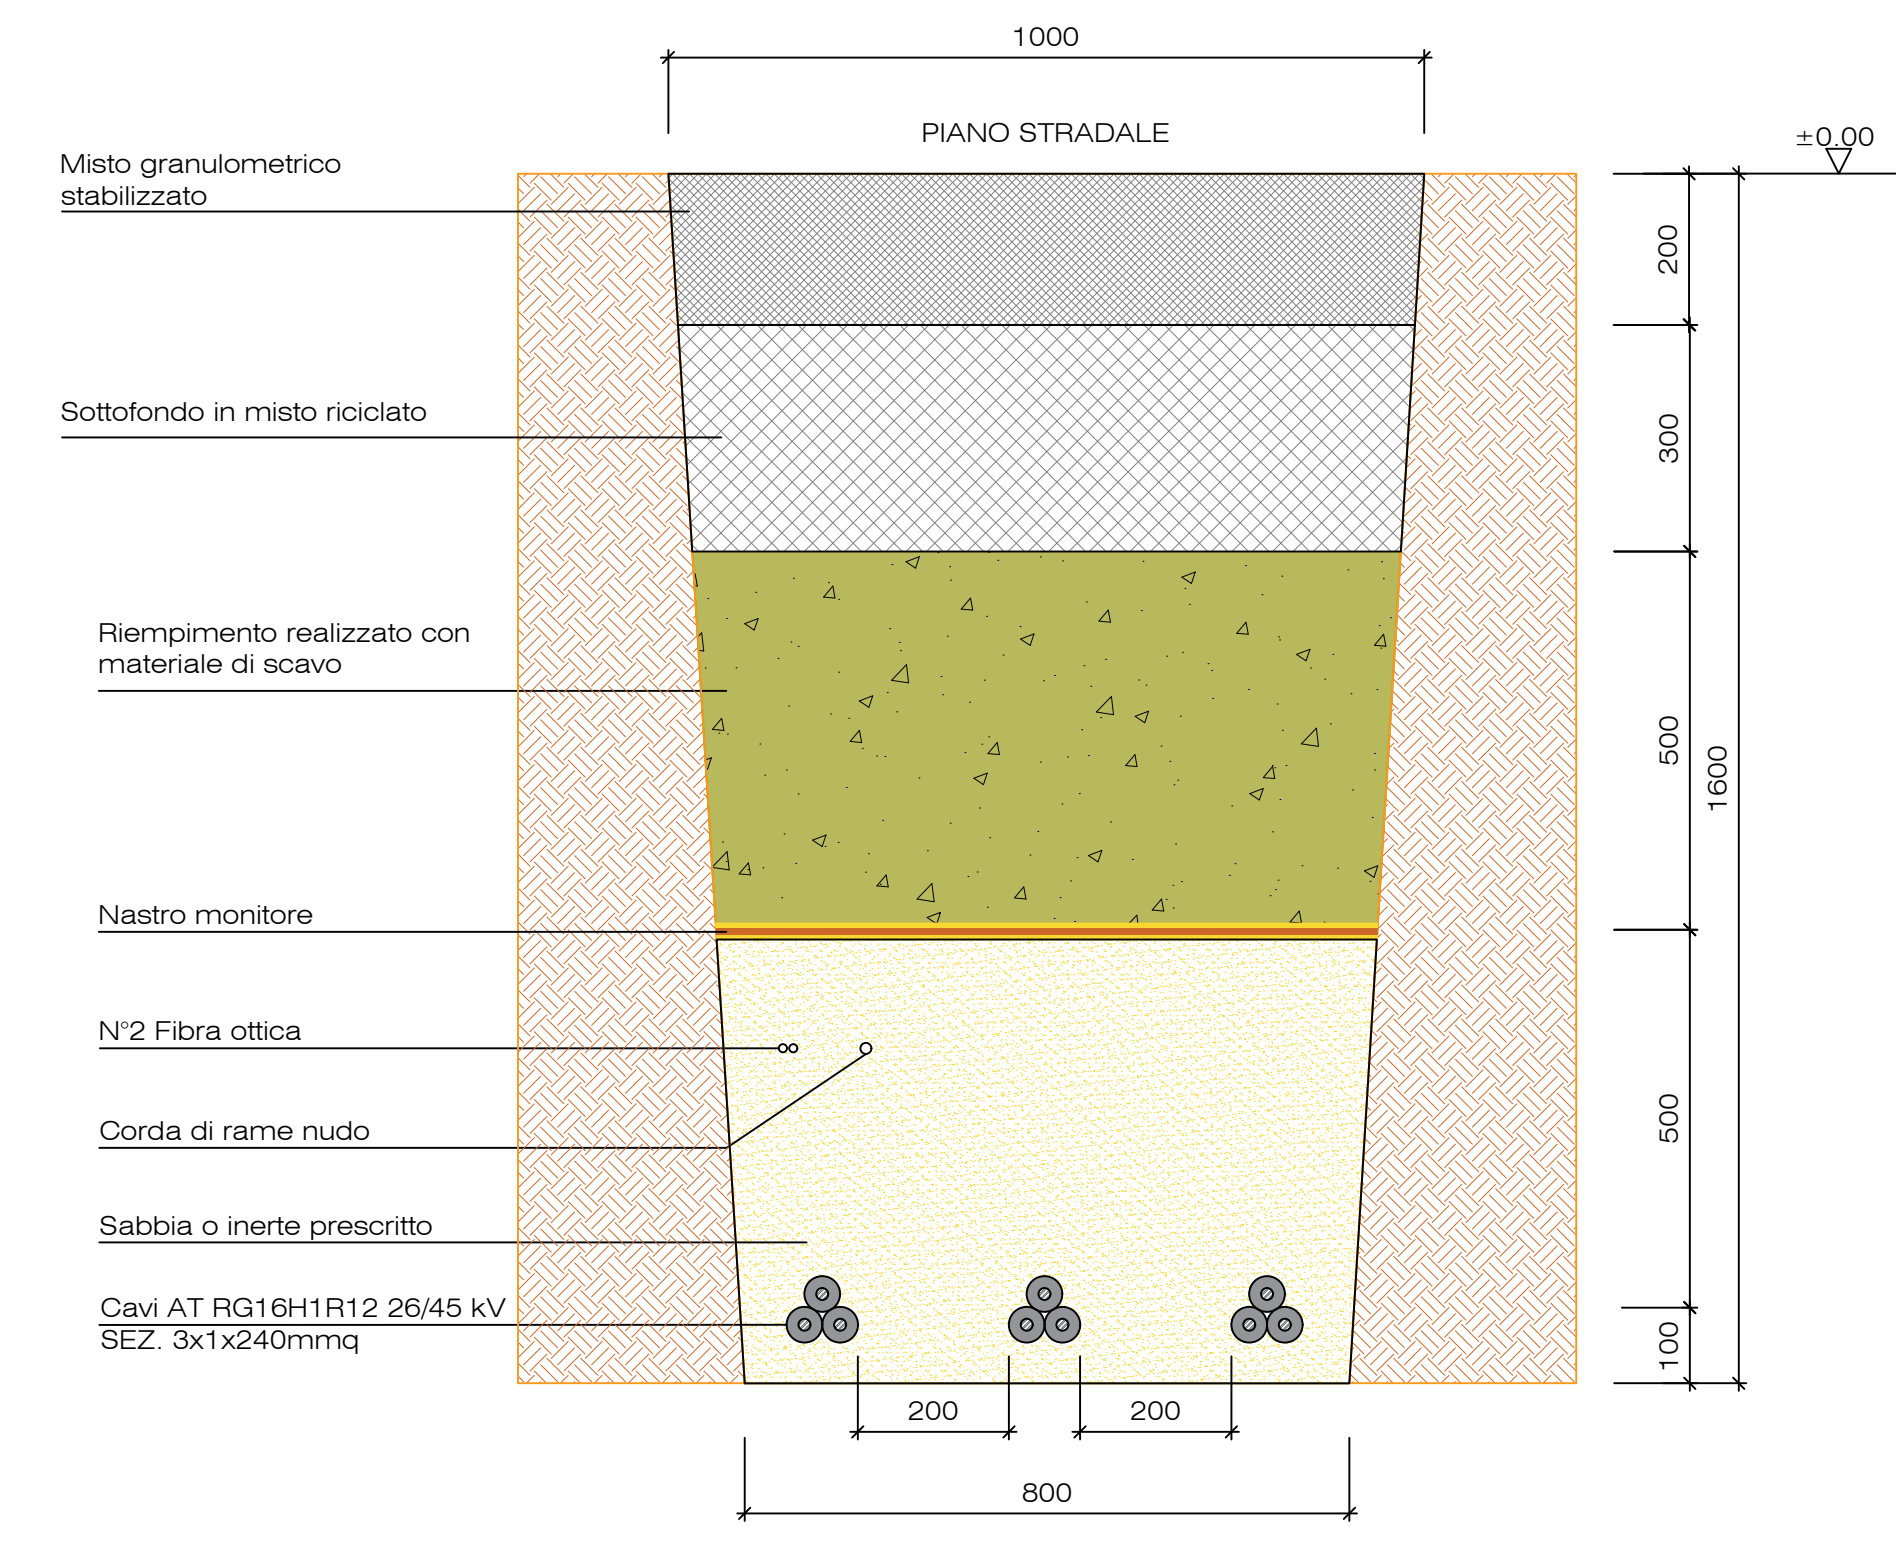 1000
PIANO STRADALE
±0.00
Misto granulometrico
stabilizzato
200
Sottofondo in misto riciclato
300
Riempimento realizzato con
materiale di scavo
500
1600
Nastro monitore
N°2 Fibra ottica
Corda di rame nudo
500
Sabbia o inerte prescritto
Cavi AT RG16H1R12 26/45 kV
SEZ. 3x1x240mmq
100
200
200
800